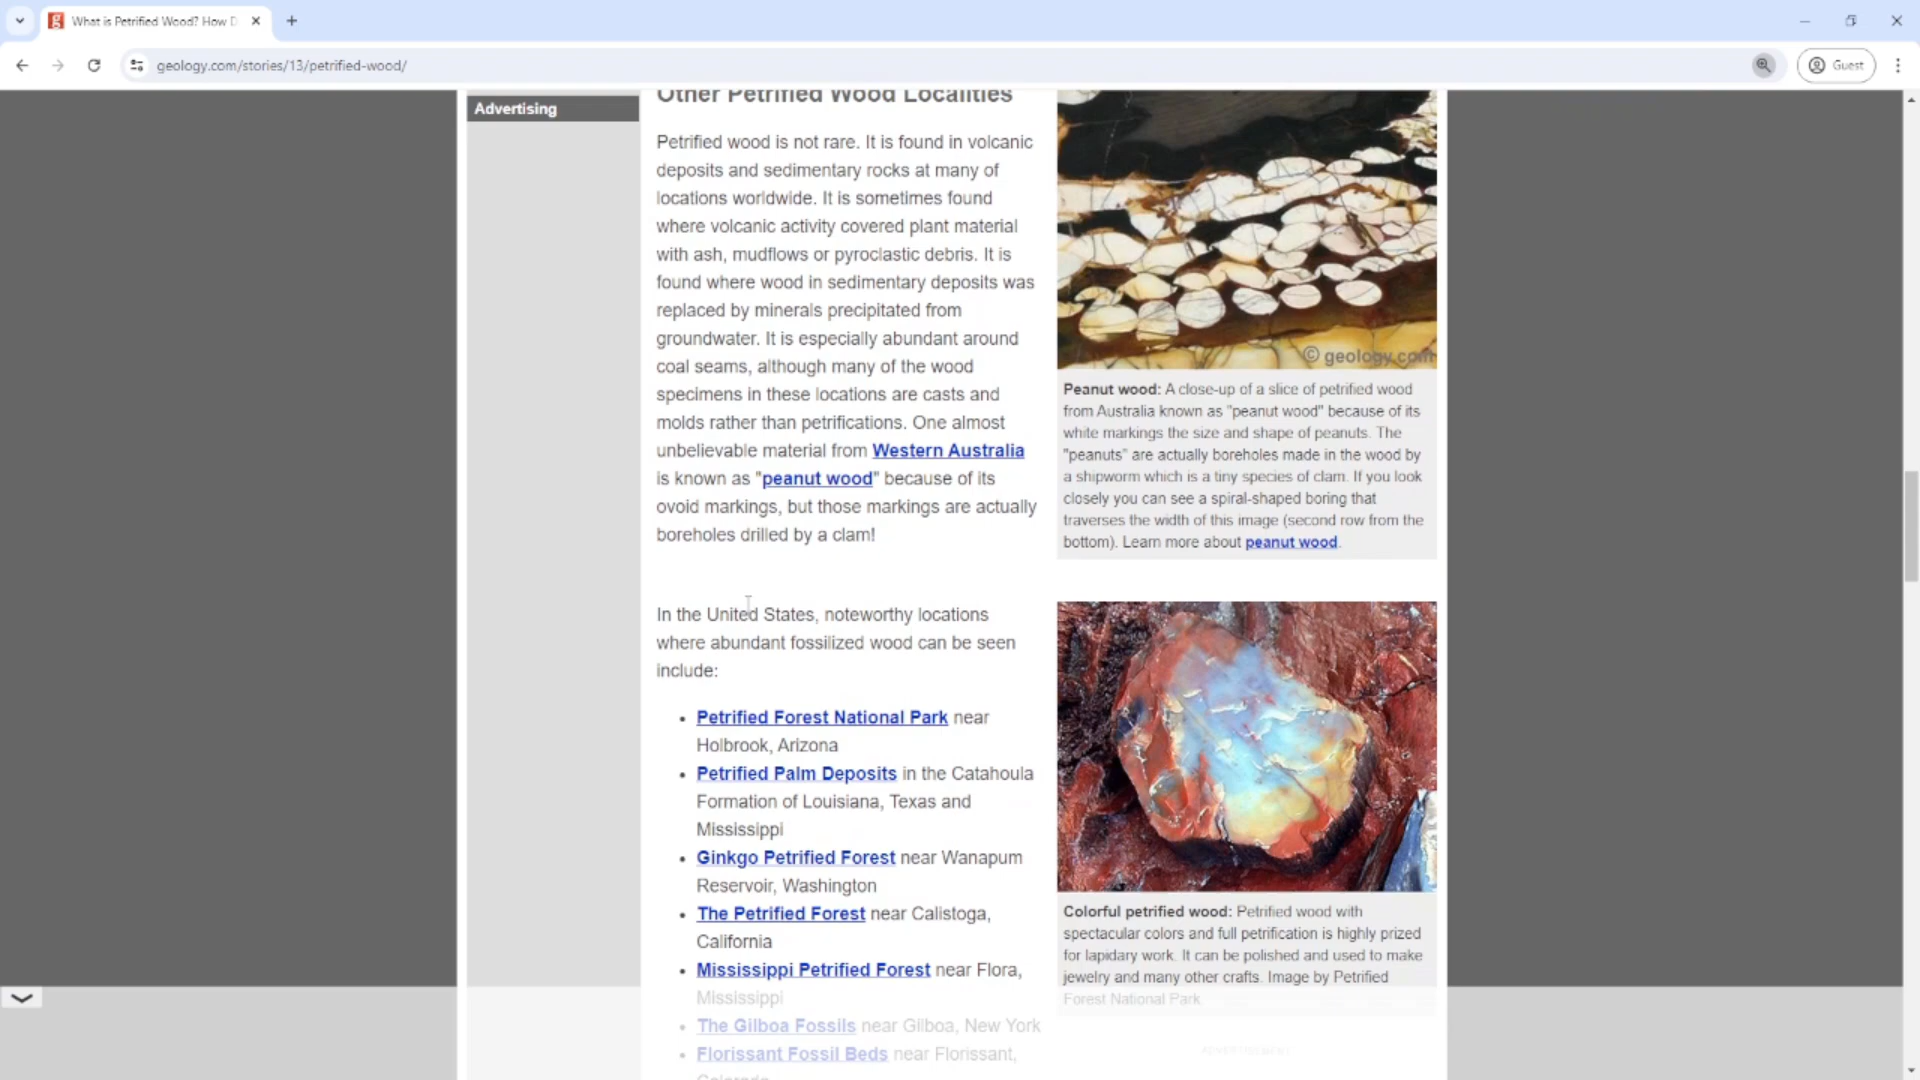 What is Petrified Wood? How D
geology.com/stories/13/petrified-wood/
Guest
Advertising
Other Petrified Wood Localities
Petrified wood is not rare. It is found in volcanic
deposits and sedimentary rocks at many of
locations worldwide. It is sometimes found
where volcanic activity covered plant material
with ash, mudflows or pyroclastic debris. It is
found where wood in sedimentary deposits was
replaced by minerals precipitated from
groundwater. It is especially abundant around
coal seams, although many of the wood
specimens in these locations are casts and
molds rather than petrifications. One almost
unbelievable material from Western Australia
is known as "peanut wood" because of its
ovoid markings, but those markings are actually
boreholes drilled by a clam!
© geology.com
Peanut wood: A close-up of a slice of petrified wood
from Australia known as "peanut wood" because of its
white markings the size and shape of peanuts. The
"peanuts" are actually boreholes made in the wood by
a shipworm which is a tiny species of clam. If you look
closely you can see a spiral-shaped boring that
traverses the width of this image (second row from the
bottom). Learn more about peanut wood.
In the United States, noteworthy locations
where abundant fossilized wood can be seen
include:
• Petrified Forest National Park near
Holbrook, Arizona
• Petrified Palm Deposits in the Catahoula
Formation of Louisiana, Texas and
Mississippi
• Ginkgo Petrified Forest near Wanapum
Reservoir, Washington
• The Petrified Forest near Calistoga,
California
• Mississippi Petrified Forest near Flora,
Mississippi
• The Gilboa Fossils near Gilboa, New York
• Florissant Fossil Beds near Florissant,
Colorado
Colorful petrified wood: Petrified wood with
spectacular colors and full petrification is highly prized
for lapidary work. It can be polished and used to make
jewelry and many other crafts. Image by Petrified
Forest National Park
ADVERTISEMENT